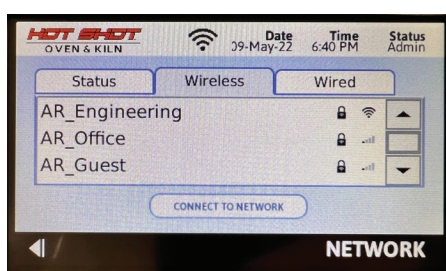 HOT SHOT
OVEN & KILN
Date
09-May-22
Time
6:40 PM
Status
Admin
Status
Wireless
Wired
AR_Engineering
AR_Office
AR_Guest
CONNECT TO NETWORK
NETWORK